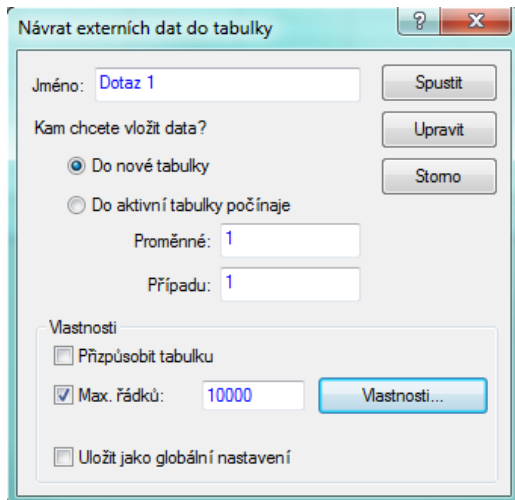 Návrat externích dat do tabulky
Jméno: Dotaz 1
Spustit
Kam chcete vložit data?
Upravit
Do nové tabulky
Storno
Do aktivní tabulky počínaje
Proměnné: 1
Případu: 1
Vlastnosti
Přizpůsobit tabulku
Max. řádků: 10000
Vlastnosti...
Uložit jako globální nastavení